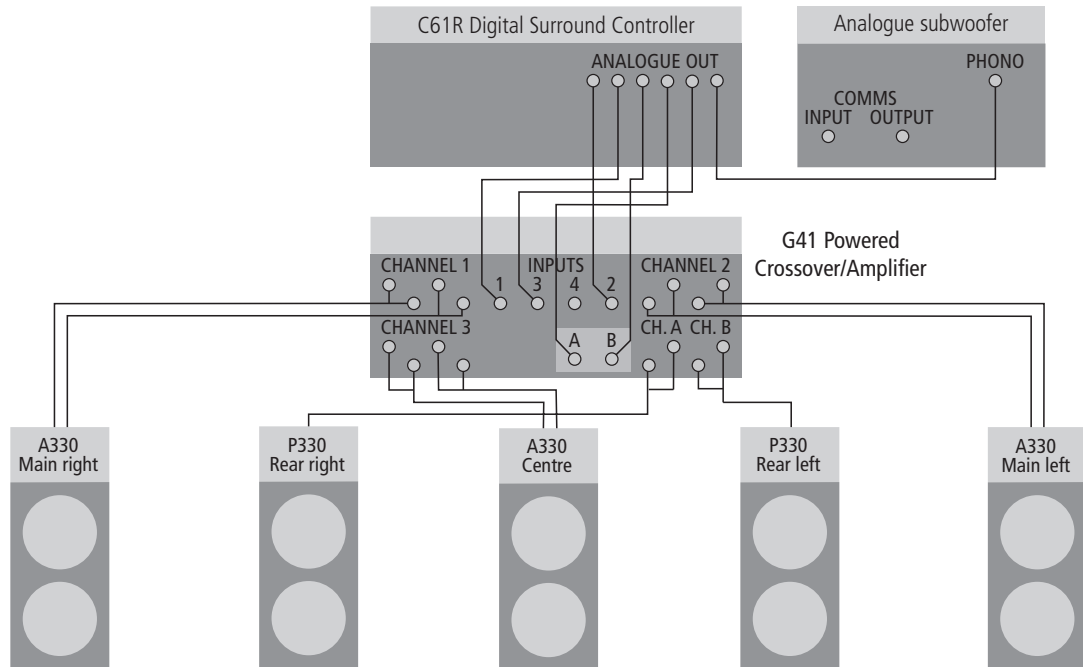 C61R Digital Surround Controller
ANALOGUE OUT
Analogue subwoofer
PHONO
COMMS
INPUT OUTPUT
G41 Powered
Crossover/Amplifier
CHANNEL 1 INPUTS CHANNEL 2
1 3 4 2
CHANNEL 3 CH. A CH. B
A B
A330
Main right
P330
Rear right
A330
Centre
P330
Rear left
A330
Main left